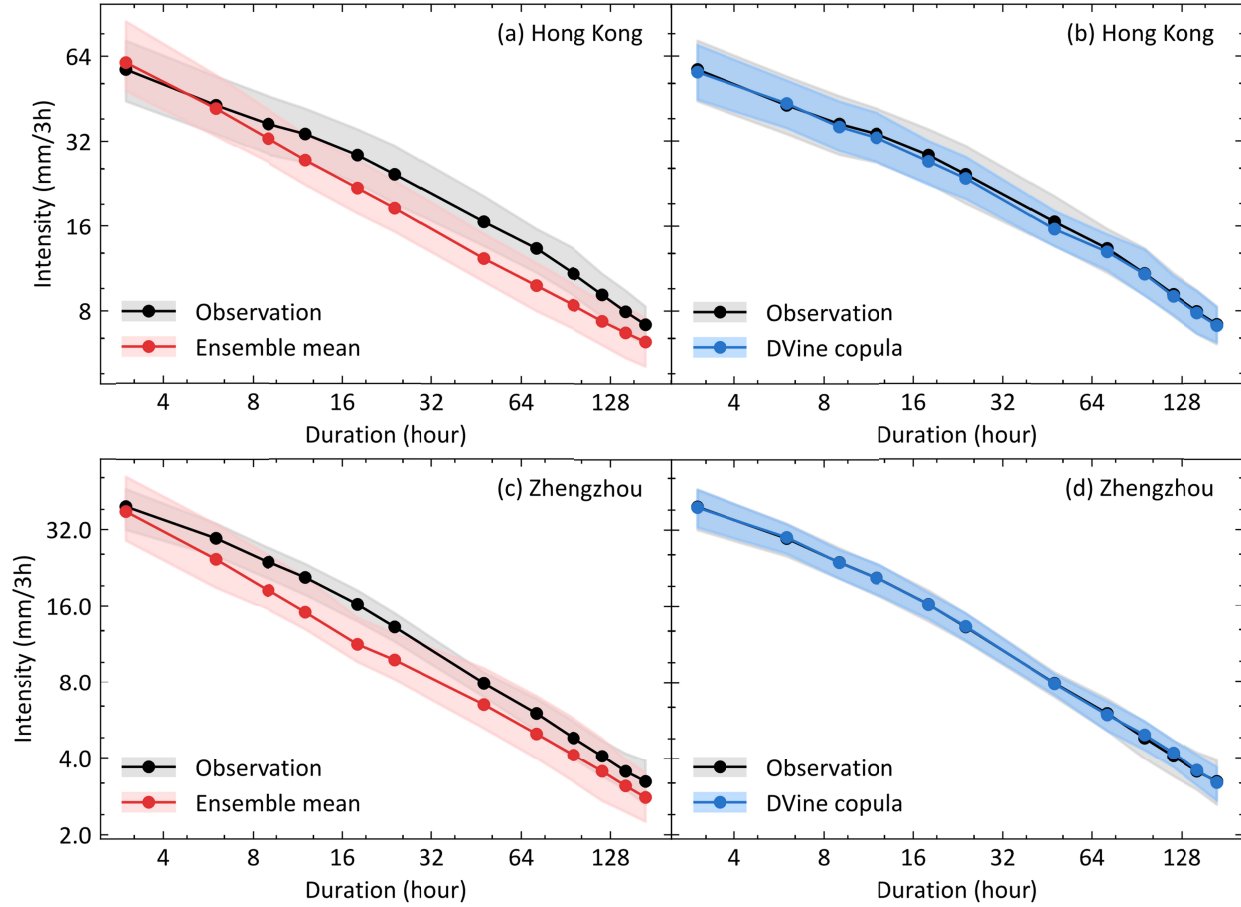 (a) Hong Kong
Intensity (mm/3h)
64
32
16
8
Observation
Ensemble mean
4 8 16 32 64 128
Duration (hour)
(b) Hong Kong
Observation
DVine copula
4 8 16 32 64 128
Duration (hour)
(c) Zhengzhou
Intensity (mm/3h)
32.0
16.0
8.0
4.0
2.0
Observation
Ensemble mean
4 8 16 32 64 128
Duration (hour)
(d) Zhengzhou
Observation
DVine copula
4 8 16 32 64 128
Duration (hour)